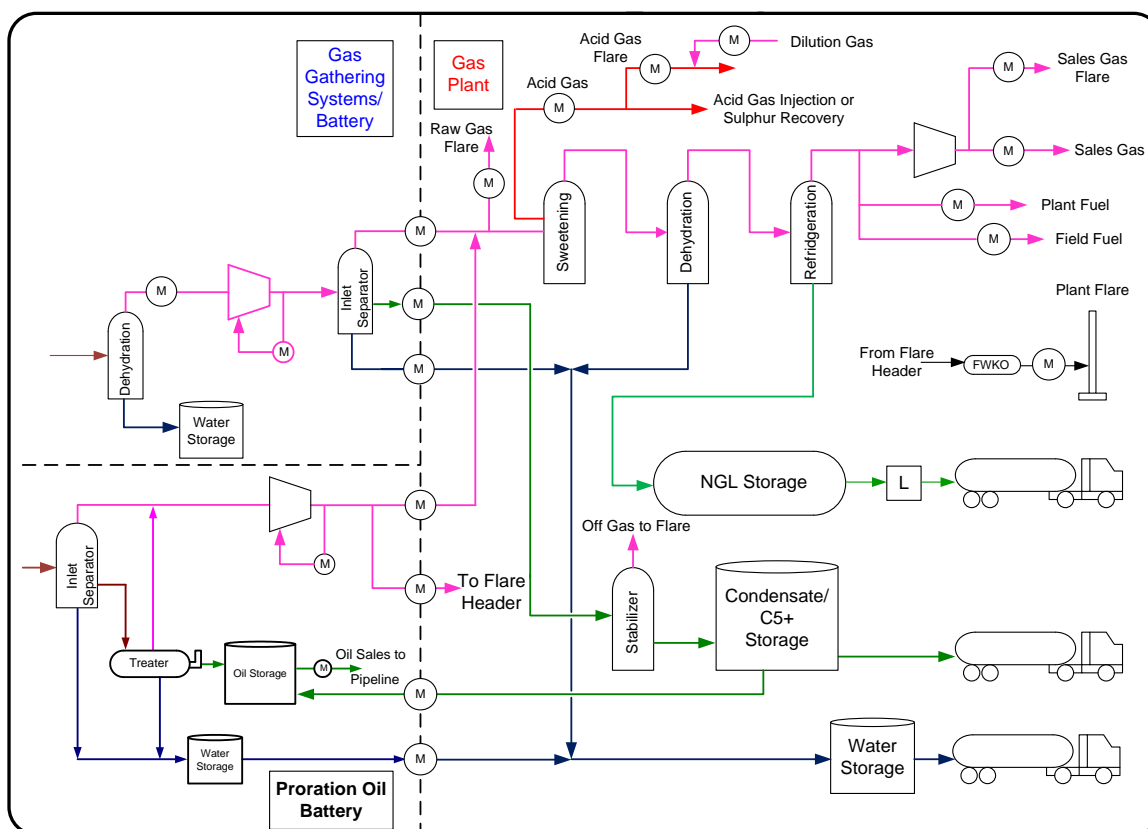 Gas
Gathering
Systems/
Battery
Gas
Plant
Acid Gas
Flare
M
M
Dilution Gas
Acid Gas
M
Acid Gas Injection or
Sulphur Recovery
Raw Gas
Flare
M
M
Sales Gas
Flare
M
Sales Gas
M
Plant Fuel
M
Field Fuel
Sweetening
Dehydration
Refridgeration
M
Inlet
Separator
M
M
M
M
Dehydration
Water
Storage
Plant Flare
From Flare
Header
FWKO
M
NGL Storage
L
Off Gas to Flare
Stabilizer
Condensate/
C5+
Storage
Inlet
Separator
M
M
M
To Flare
Header
Treater
Oil Storage
M
Oil Sales to
Pipeline
M
Water
Storage
M
Water
Storage
Proration Oil
Battery